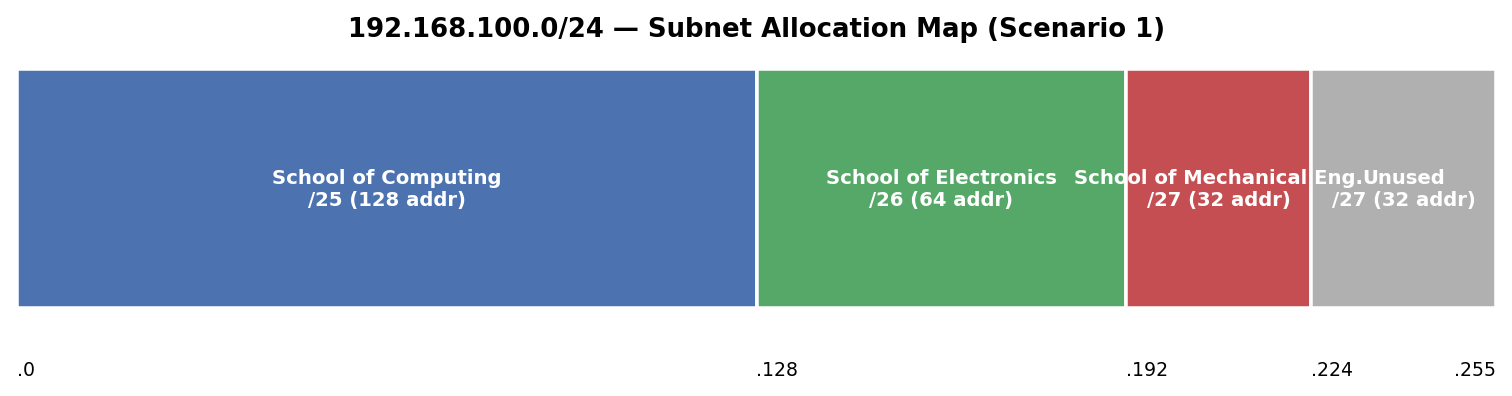 192.168.100.0/24 — Subnet Allocation Map (Scenario 1)
School of Computing
/25 (128 addr)
School of Electronics
/26 (64 addr)
School of Mechanical Eng.
/27 (32 addr)
Unused
/27 (32 addr)
.0
.128
.192
.224
.255